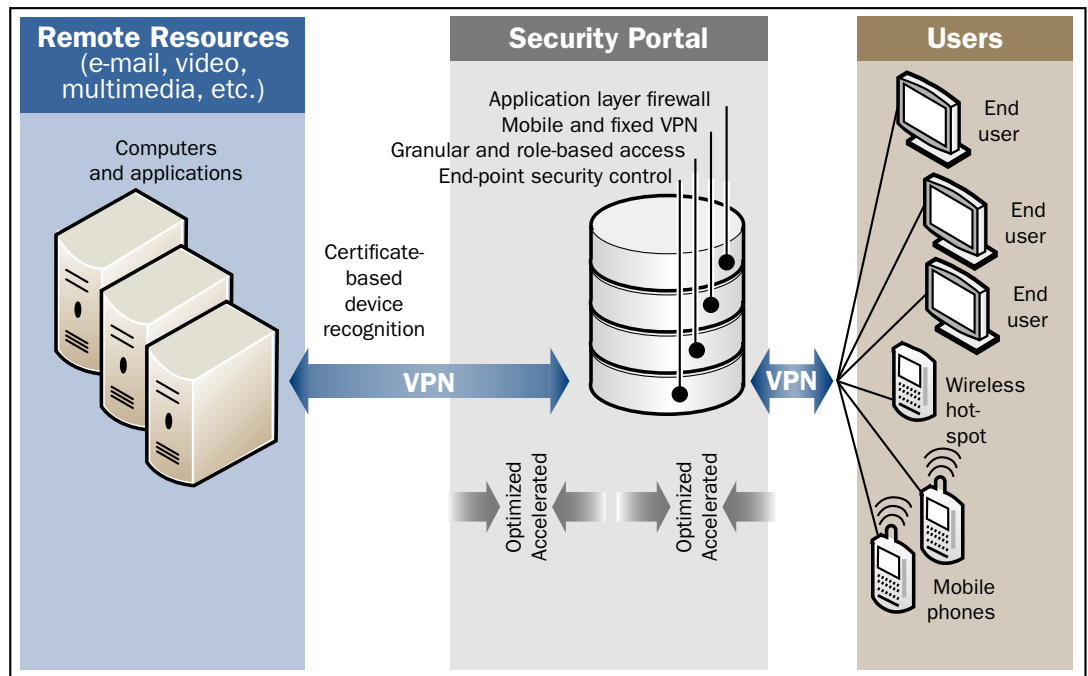 Remote Resources
(e-mail, video,
multimedia, etc.)
Computers
and applications
Certificate-
based
device
recognition
VPN
Security Portal
Application layer firewall
Mobile and fixed VPN
Granular and role-based access
End-point security control
Optimized
Accelerated
Optimized
Accelerated
VPN
Users
End
user
End
user
End
user
Wireless
hot-
spot
Mobile
phones